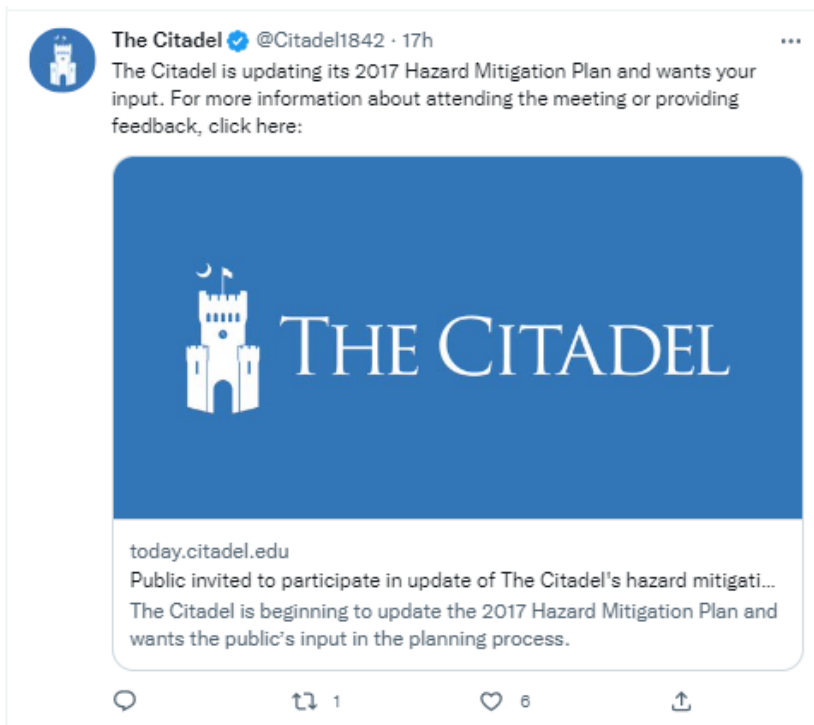 The Citadel @Citadel1842 · 17h
The Citadel is updating its 2017 Hazard Mitigation Plan and wants your
input. For more information about attending the meeting or providing
feedback, click here:
THE CITADEL
today.citadel.edu
Public invited to participate in update of The Citadel's hazard mitigati...
The Citadel is beginning to update the 2017 Hazard Mitigation Plan and
wants the public's input in the planning process.
1 6